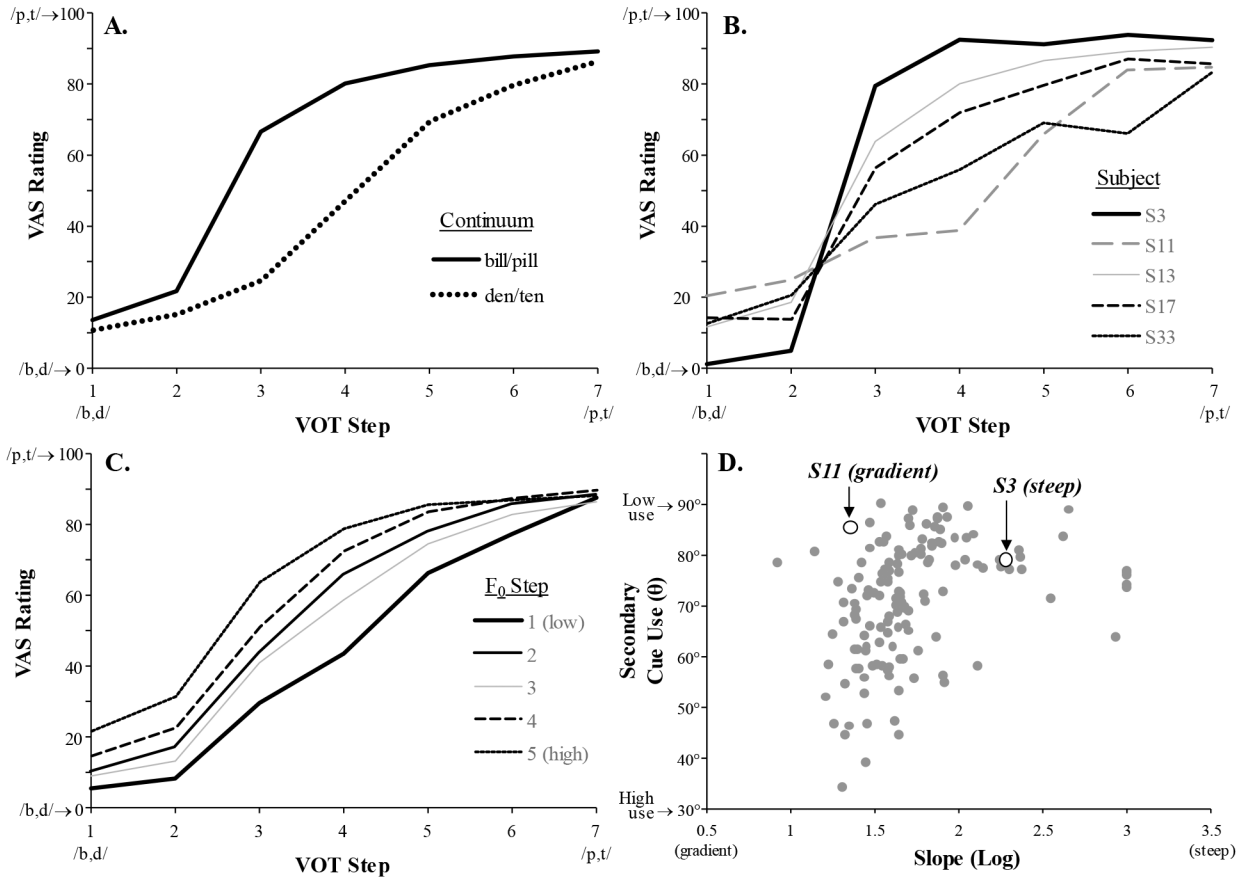 A.
/p,t/→ 100
80
60
40
20
/b,d/→ 0
VAS Rating
Continuum
bill/pill
den/ten
1 2 3 4 5 6 7
/b,d/ /p,t/
VOT Step
B.
/p,t/→ 100
80
60
40
20
/b,d/→ 0
VAS Rating
Subject
S3
S11
S13
S17
S33
1 2 3 4 5 6 7
/b,d/ /p,t/
VOT Step
C.
/p,t/→ 100
80
60
40
20
/b,d/→ 0
VAS Rating
F0 Step
1 (low)
2
3
4
5 (high)
1 2 3 4 5 6 7
/b,d/ /p,t/
VOT Step
D.
S11 (gradient)
S3 (steep)
Low
use → 90°
80°
70°
60°
50°
40°
High
use → 30°
Secondary
Cue Use (θ)
0.5 1 1.5 2 2.5 3 3.5
(gradient) (steep)
Slope (Log)